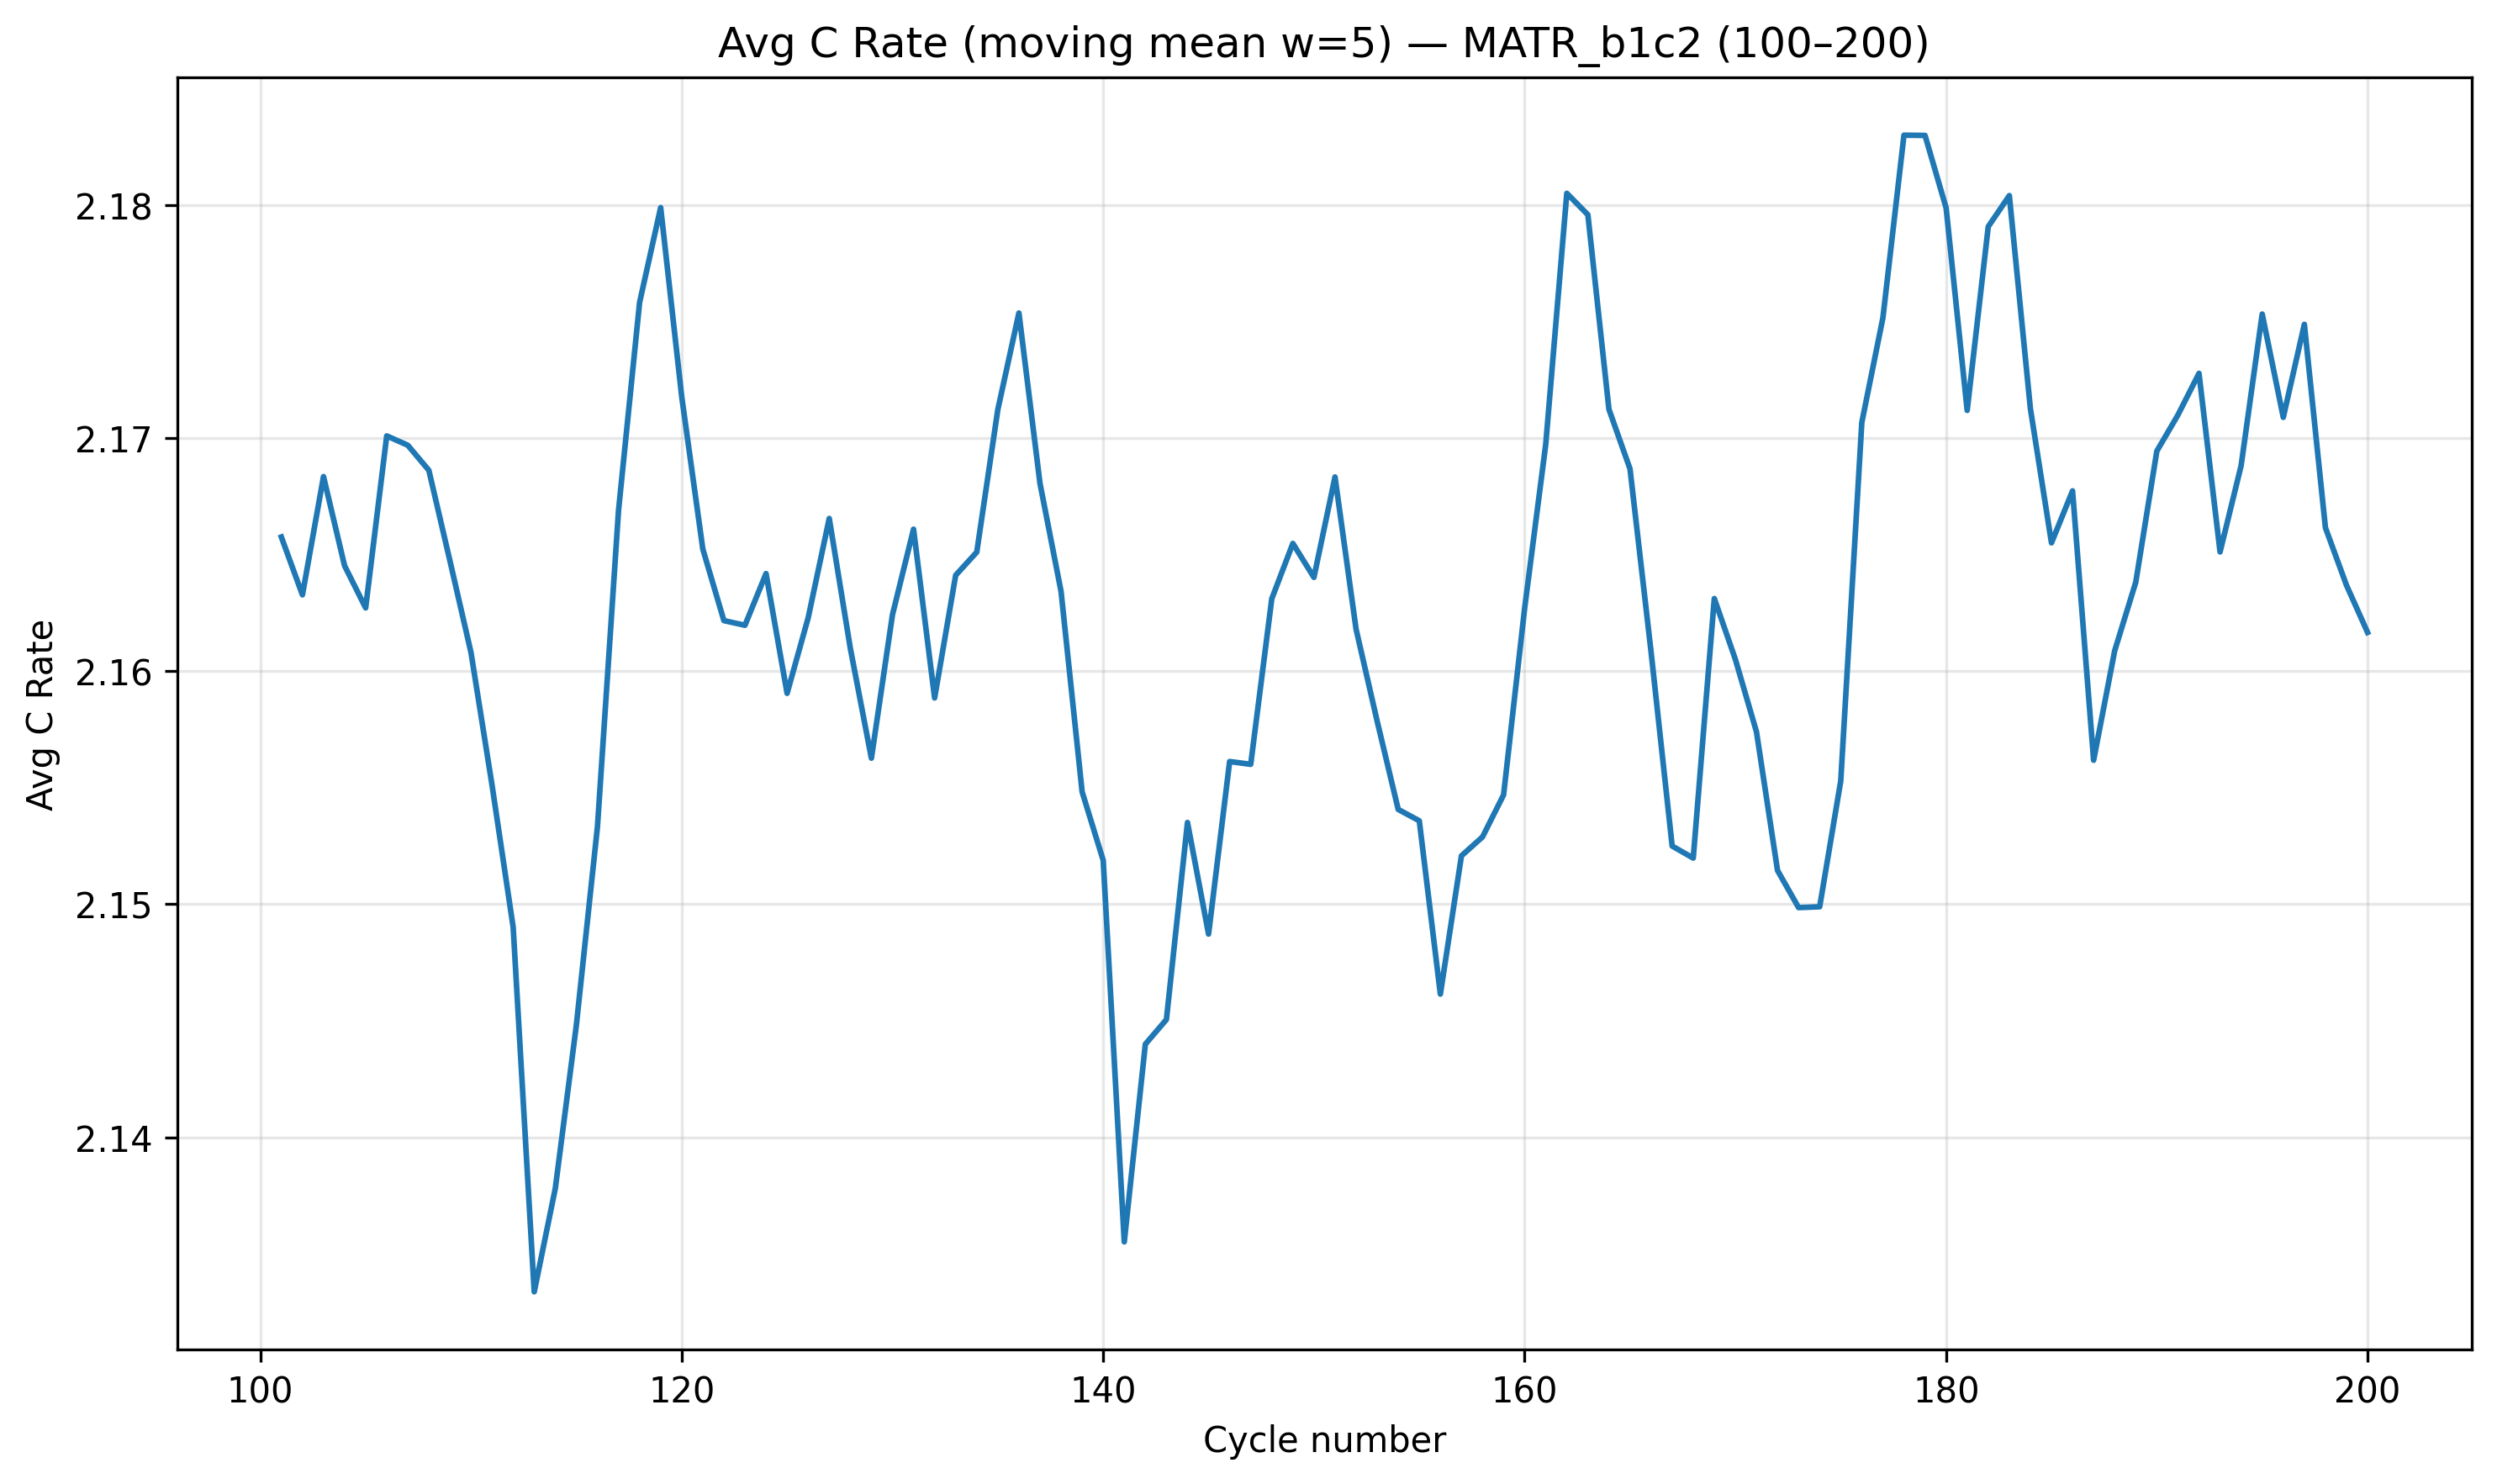 Avg C Rate (moving mean w=5) — MATR_b1c2 (100–200)
Avg C Rate
2.18
2.17
2.16
2.15
2.14
100 120 140 160 180 200
Cycle number